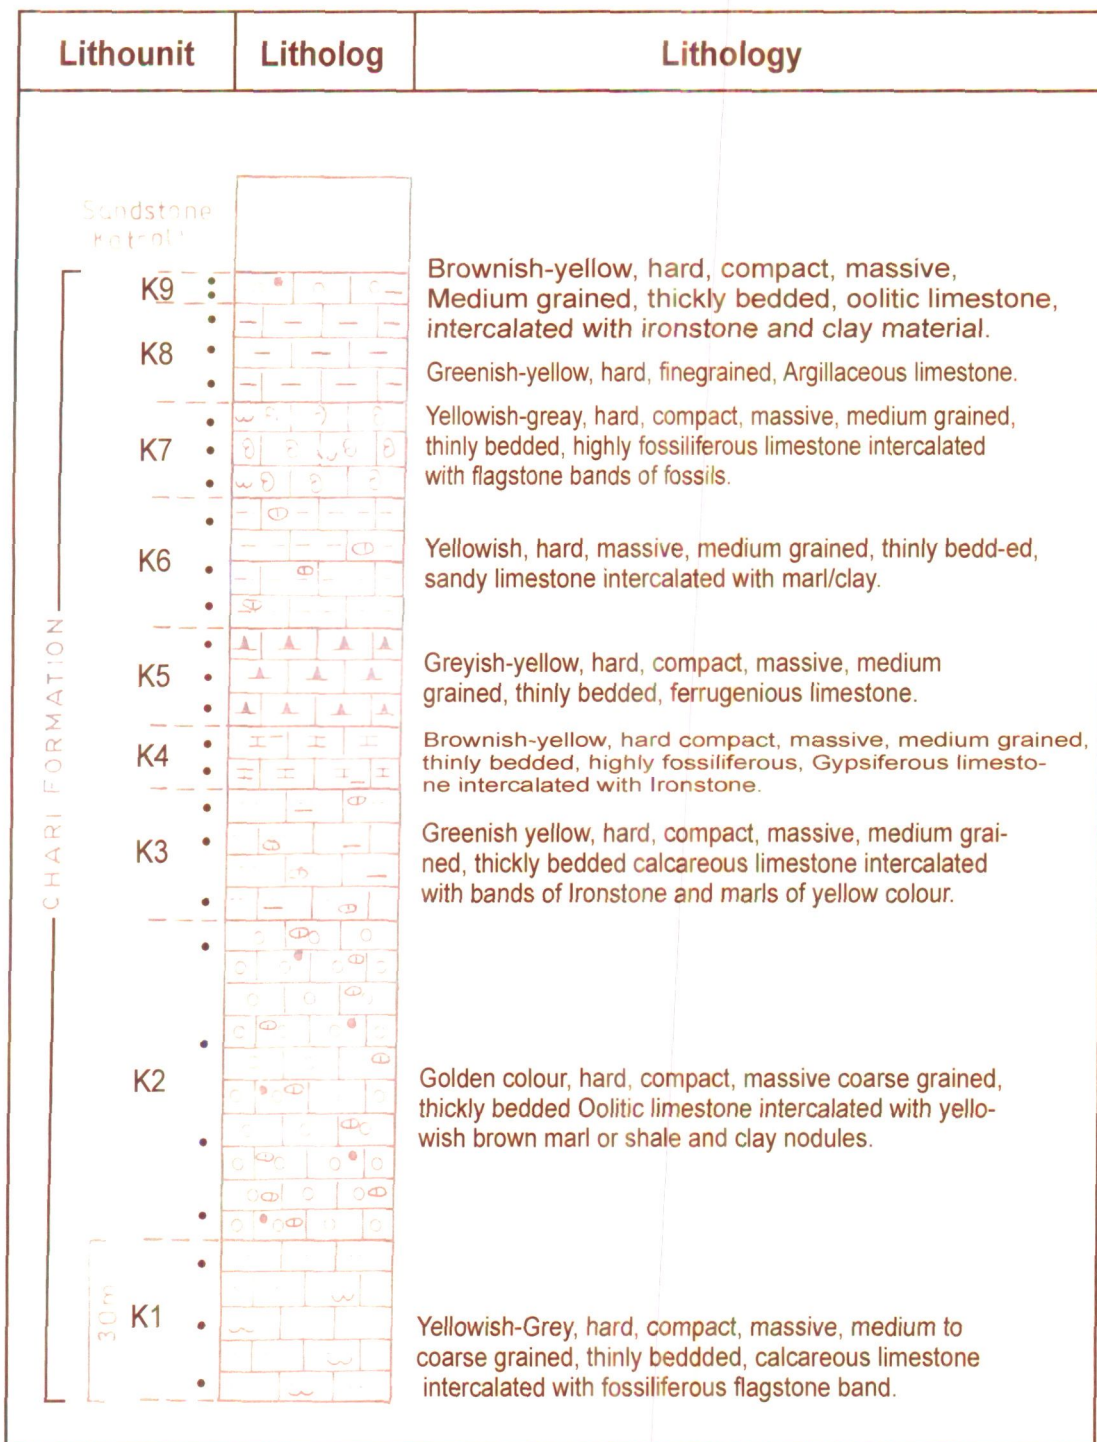 Lithounit Litholog Lithology
Sandstone
Katrol
K9
Brownish-yellow, hard, compact, massive,
Medium grained, thickly bedded, oolitic limestone,
intercalated with ironstone and clay material.
K8
Greenish-yellow, hard, finegrained, Argillaceous limestone.
K7
Yellowish-greay, hard, compact, massive, medium grained,
thinly bedded, highly fossiliferous limestone intercalated
with flagstone bands of fossils.
K6
Yellowish, hard, massive, medium grained, thinly bedd-ed,
sandy limestone intercalated with marl/clay.
K5
Greyish-yellow, hard, compact, massive, medium
grained, thinly bedded, ferrugenious limestone.
K4
Brownish-yellow, hard compact, massive, medium grained,
thinly bedded, highly fossiliferous, Gypsiferous limesto-
ne intercalated with Ironstone.
K3
Greenish yellow, hard, compact, massive, medium grai-
ned, thickly bedded calcareous limestone intercalated
with bands of Ironstone and marls of yellow colour.
CHARI FORMATION
K2
Golden colour, hard, compact, massive coarse grained,
thickly bedded Oolitic limestone intercalated with yello-
wish brown marl or shale and clay nodules.
30m
K1
Yellowish-Grey, hard, compact, massive, medium to
coarse grained, thinly beddded, calcareous limestone
intercalated with fossiliferous flagstone band.